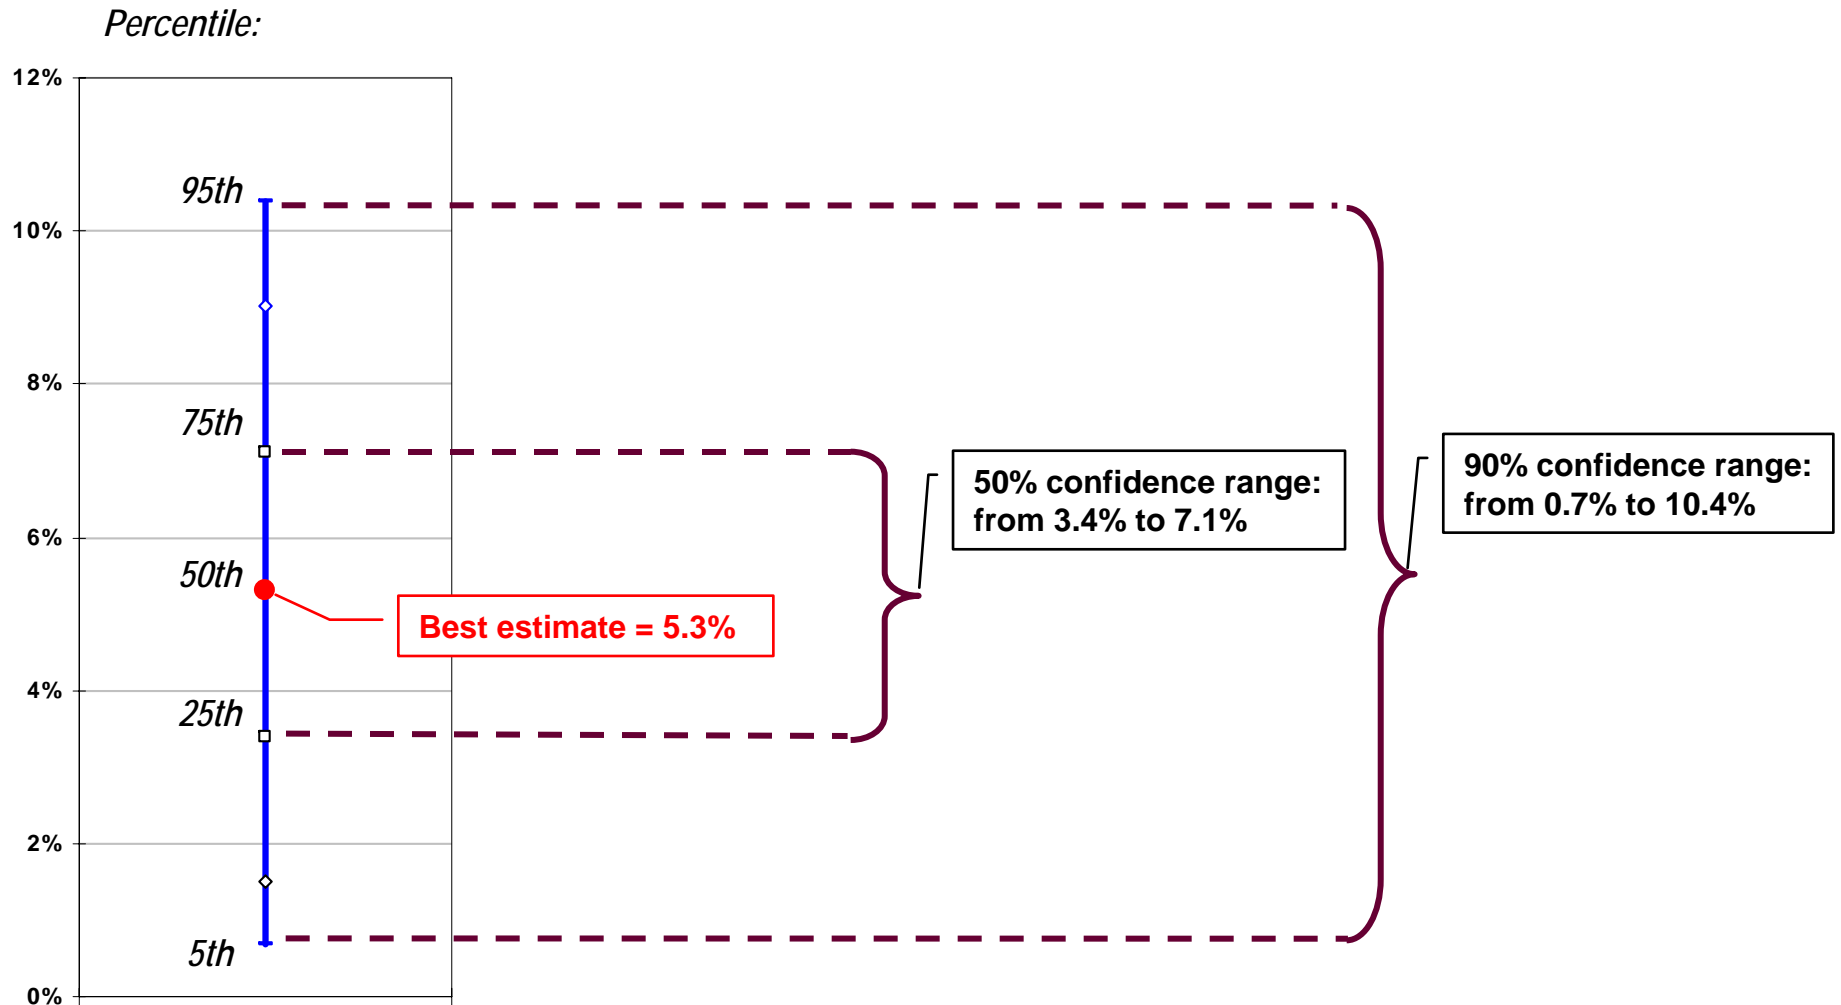 Percentile:
12%
95th
10%
8%
75th
50% confidence range:
from 3.4% to 7.1%
90% confidence range:
from 0.7% to 10.4%
6%
50th
Best estimate = 5.3%
4%
25th
2%
5th
0%